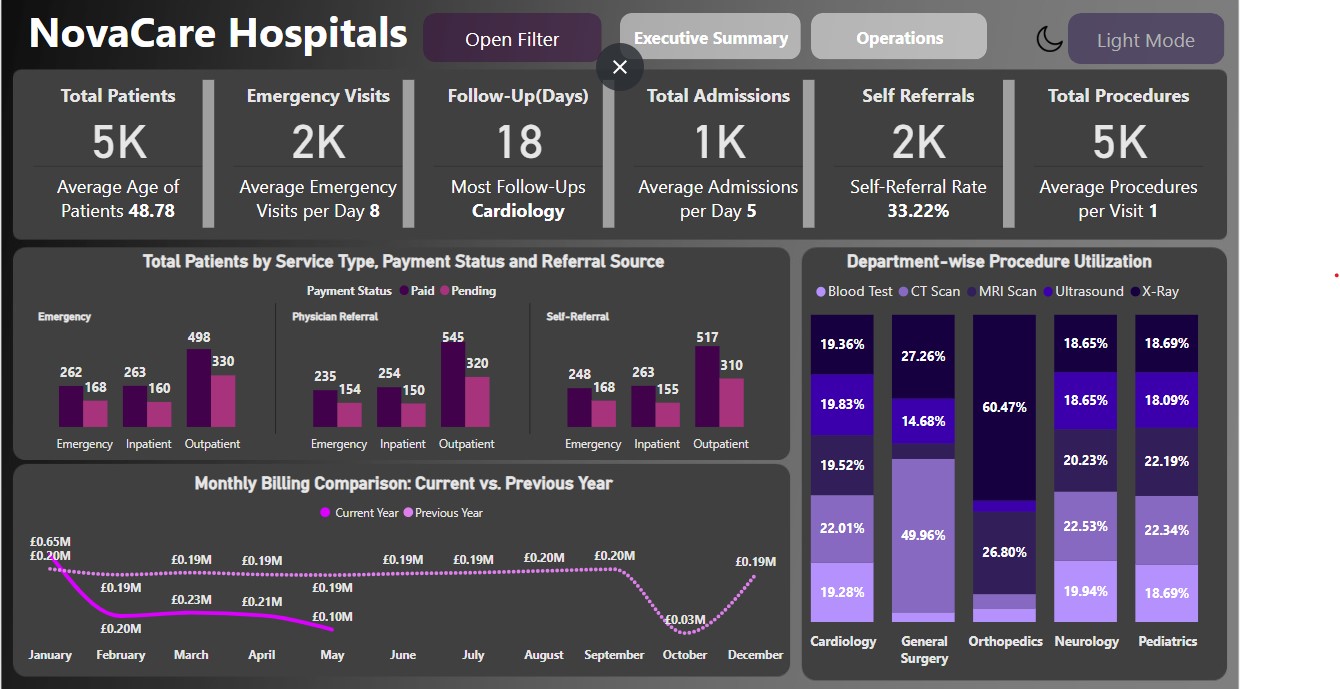 NovaCare Hospitals
Open Filter
Executive Summary
Operations
Light Mode
Total Patients
5K
Average Age of
Patients 48.78
Emergency Visits
2K
Average Emergency
Visits per Day 8
Follow-Up(Days)
18
Most Follow-Ups
Cardiology
Total Admissions
1K
Average Admissions
per Day 5
Self Referrals
2K
Self-Referral Rate
33.22%
Total Procedures
5K
Average Procedures
per Visit 1
Total Patients by Service Type, Payment Status and Referral Source
Payment Status Paid Pending
Emergency
262
168
263
160
498
330
Emergency
Inpatient
Outpatient
Physician Referral
235
154
254
150
545
320
Emergency
Inpatient
Outpatient
Self-Referral
248
168
263
155
517
310
Emergency
Inpatient
Outpatient
Monthly Billing Comparison: Current vs. Previous Year
Current Year Previous Year
£0.65M
£0.20M
£0.19M
£0.20M
£0.19M
£0.23M
£0.19M
£0.21M
£0.19M
£0.10M
£0.19M
£0.19M
£0.20M
£0.20M
£0.03M
£0.19M
January
February
March
April
May
June
July
August
September
October
December
Department-wise Procedure Utilization
Blood Test CT Scan MRI Scan Ultrasound X-Ray
19.36%
19.83%
19.52%
22.01%
19.28%
Cardiology
27.26%
14.68%
49.96%
General
Surgery
60.47%
26.80%
Orthopedics
18.65%
18.65%
20.23%
22.53%
19.94%
Neurology
18.69%
18.09%
22.19%
22.34%
18.69%
Pediatrics